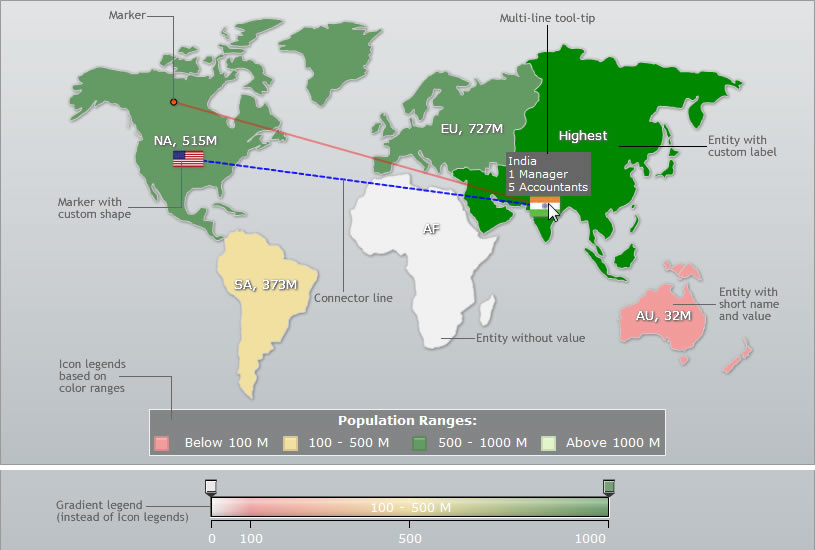 Marker
Multi-line tool-tip
NA, 515M
EU, 727M
Highest
Entity with
custom label
India
1 Manager
5 Accountants
Marker with
custom shape
AF
SA, 373M
Connector line
Entity with
short name
and value
AU, 32M
Entity without value
Icon legends
based on
color ranges
Population Ranges:
Below 100 M
100 - 500 M
500 - 1000 M
Above 1000 M
Gradient legend
(instead of Icon legends)
100 - 500 M
0 100 500 1000